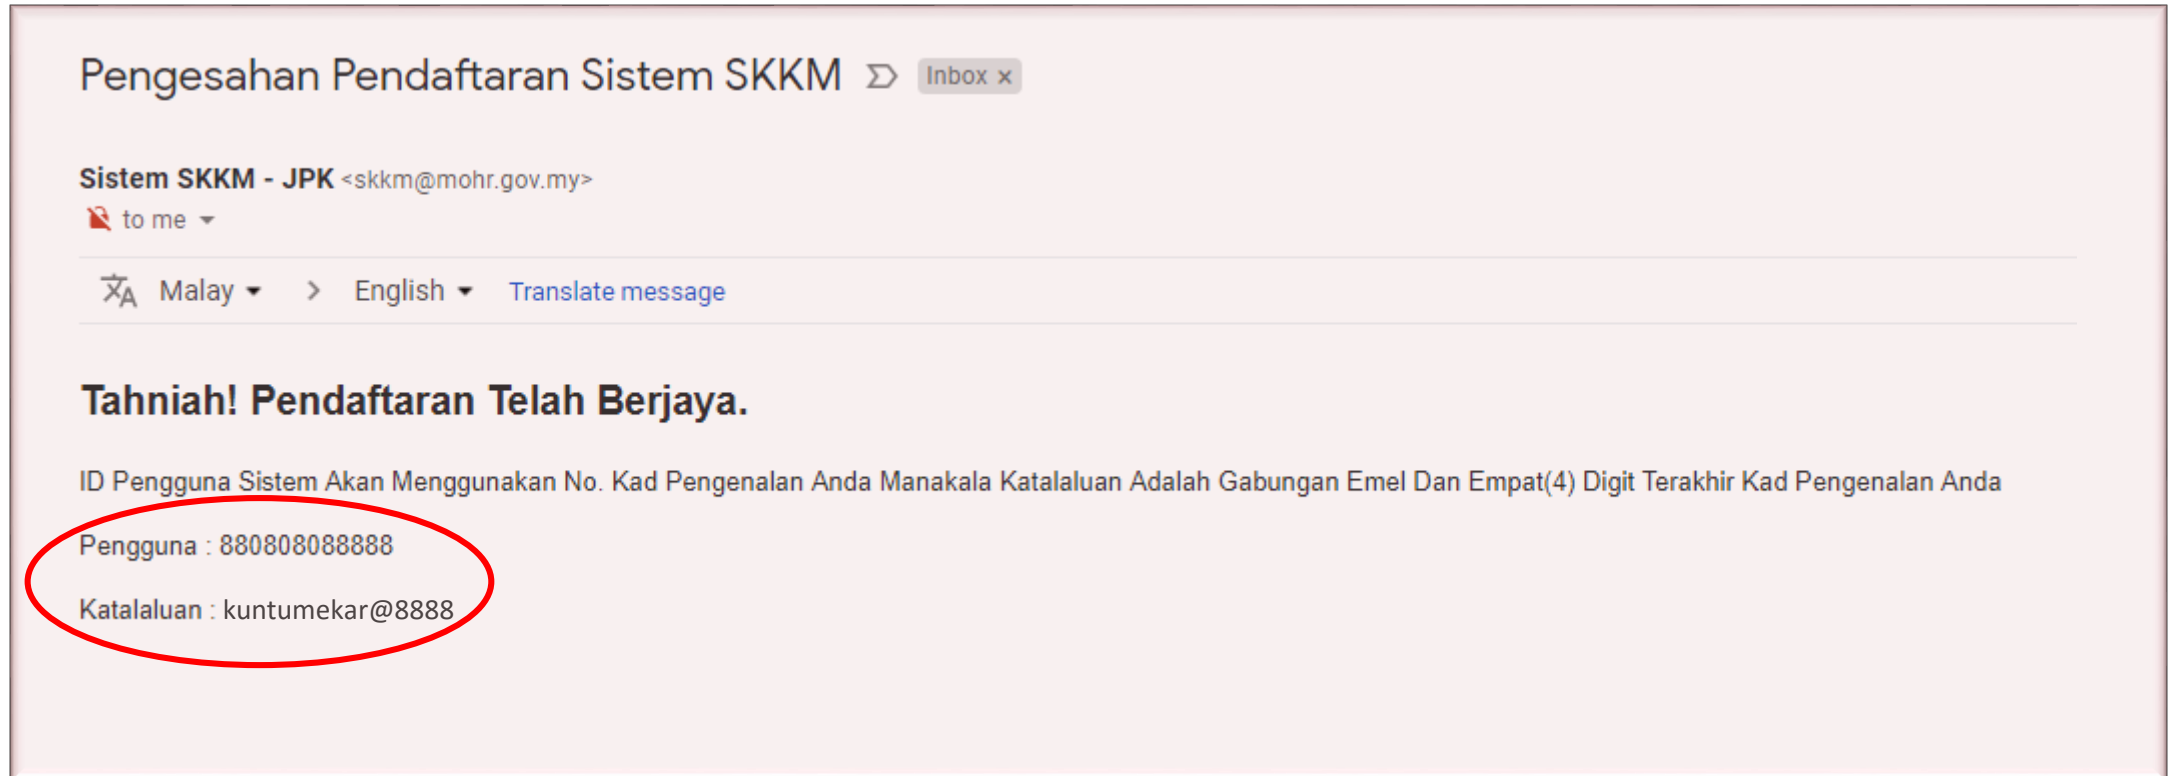 Pengesahan Pendaftaran Sistem SKKM Inbox x
Sistem SKKM - JPK <skkm@mohr.gov.my>
to me
Malay > English Translate message
Tahniah! Pendaftaran Telah Berjaya.
ID Pengguna Sistem Akan Menggunakan No. Kad Pengenalan Anda Manakala Katalaluan Adalah Gabungan Emel Dan Empat(4) Digit Terakhir Kad Pengenalan Anda
Pengguna : 880808088888
Katalaluan : kuntumekar@8888